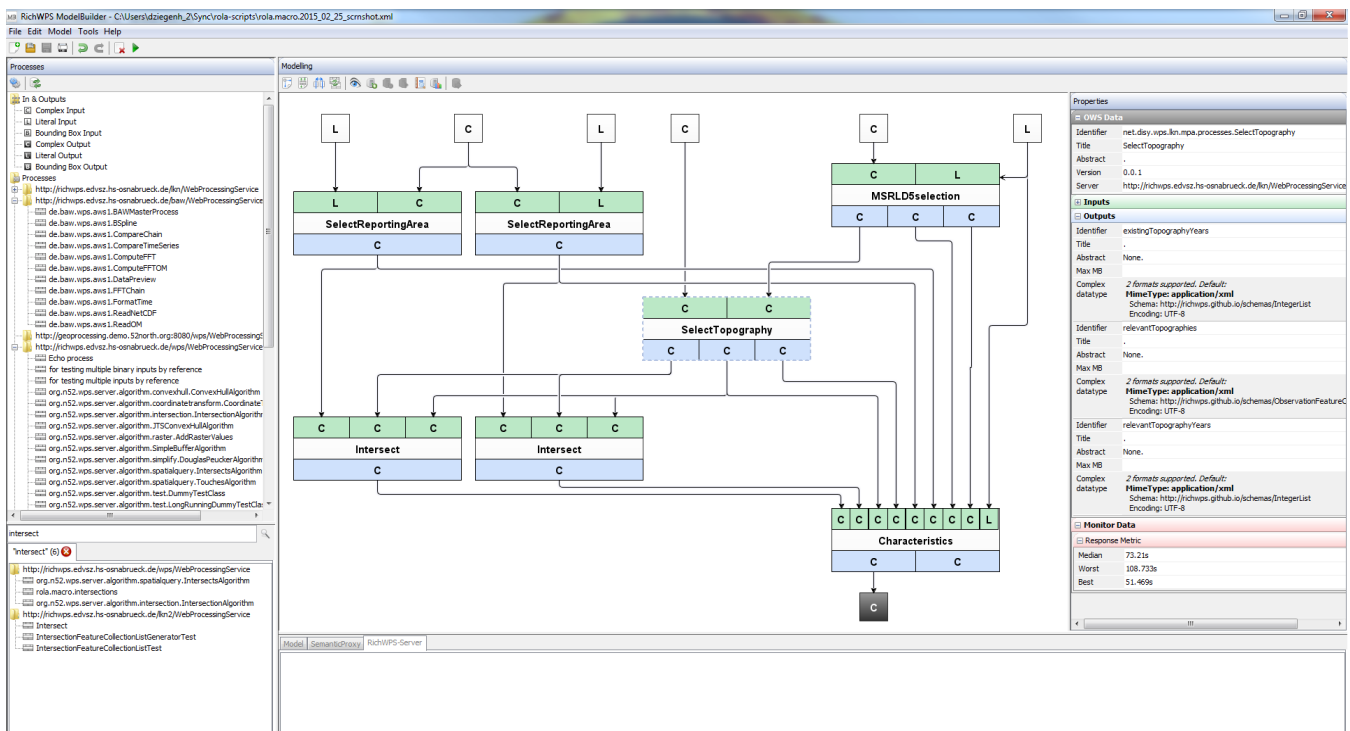 RichWPS ModelBuilder - C:\Users\dziegenh_2\Sync\rola-scripts\rola.macro.2015_02_25_scrnshot.xml
File Edit Model Tools Help
Processes
In & Outputs
Complex Input
Literal Input
Bounding Box Input
Complex Output
Literal Output
Bounding Box Output
Processes
http://richwps.edvsz.hs-osnabrueck.de/lkn/WebProcessingService
http://richwps.edvsz.hs-osnabrueck.de/baw/WebProcessingService
de.baw.wps.aws1.BAWMasterProcess
de.baw.wps.aws1.BSpline
de.baw.wps.aws1.CompareChain
de.baw.wps.aws1.CompareTimeSeries
de.baw.wps.aws1.ComputeFFT
de.baw.wps.aws1.ComputeFFTOM
de.baw.wps.aws1.DataPreview
de.baw.wps.aws1.FFTChain
de.baw.wps.aws1.FormatTime
de.baw.wps.aws1.ReadNetCDF
de.baw.wps.aws1.ReadOM
http://geoprocessing.demo.52north.org:8080/wps/WebProcessingS
http://richwps.edvsz.hs-osnabrueck.de/wps/WebProcessingService
Echo process
for testing multiple binary inputs by reference
for testing multiple inputs by reference
org.n52.wps.server.algorithm.convexhull.ConvexHullAlgorithm
org.n52.wps.server.algorithm.coordinatetransform.CoordinateT
org.n52.wps.server.algorithm.intersection.IntersectionAlgorithm
org.n52.wps.server.algorithm.JTSConvexHullAlgorithm
org.n52.wps.server.algorithm.raster.AddRasterValues
org.n52.wps.server.algorithm.SimpleBufferAlgorithm
org.n52.wps.server.algorithm.simplify.DouglasPeuckerAlgorithm
org.n52.wps.server.algorithm.spatialquery.IntersectsAlgorithm
org.n52.wps.server.algorithm.spatialquery.TouchesAlgorithm
org.n52.wps.server.algorithm.test.DummyTestClass
org.n52.wps.server.algorithm.test.LongRunningDummyTestClas
intersect
"intersect" (6)
http://richwps.edvsz.hs-osnabrueck.de/wps/WebProcessingService
org.n52.wps.server.algorithm.spatialquery.IntersectsAlgorithm
rola.macro.intersections
org.n52.wps.server.algorithm.intersection.IntersectionAlgorithm
http://richwps.edvsz.hs-osnabrueck.de/lkn2/WebProcessingService
Intersect
IntersectionFeatureCollectionListGeneratorTest
IntersectionFeatureCollectionListTest
Modelling
L C L C C L
C L
MSRLD5selection
C C C
L C L C
SelectReportingArea SelectReportingArea
C C
C C
SelectTopography
C C C
C C C C C C
Intersect Intersect
C C
C C C C C C C C L
Characteristics
C C
C
Model SemanticProxy RichWPS-Server
Properties
OWS Data
Identifier net.disy.wps.lkn.mpa.processes.SelectTopography
Title SelectTopography
Abstract .
Version 0.0.1
Server http://richwps.edvsz.hs-osnabrueck.de/lkn/WebProcessingService
Inputs
Outputs
Identifier existingTopographyYears
Title .
Abstract None.
Max MB
Complex datatype 2 formats supported. Default:
MimeType: application/xml
Schema: http://richwps.github.io/schemas/IntegerList
Encoding: UTF-8
Identifier relevantTopographies
Title .
Abstract None.
Max MB
Complex datatype 2 formats supported. Default:
MimeType: application/xml
Schema: http://richwps.github.io/schemas/ObservationFeatureC
Encoding: UTF-8
Identifier relevantTopographyYears
Title .
Abstract None.
Max MB
Complex datatype 2 formats supported. Default:
MimeType: application/xml
Schema: http://richwps.github.io/schemas/IntegerList
Encoding: UTF-8
Monitor Data
Response Metric
Median 73.21s
Worst 108.733s
Best 51.469s